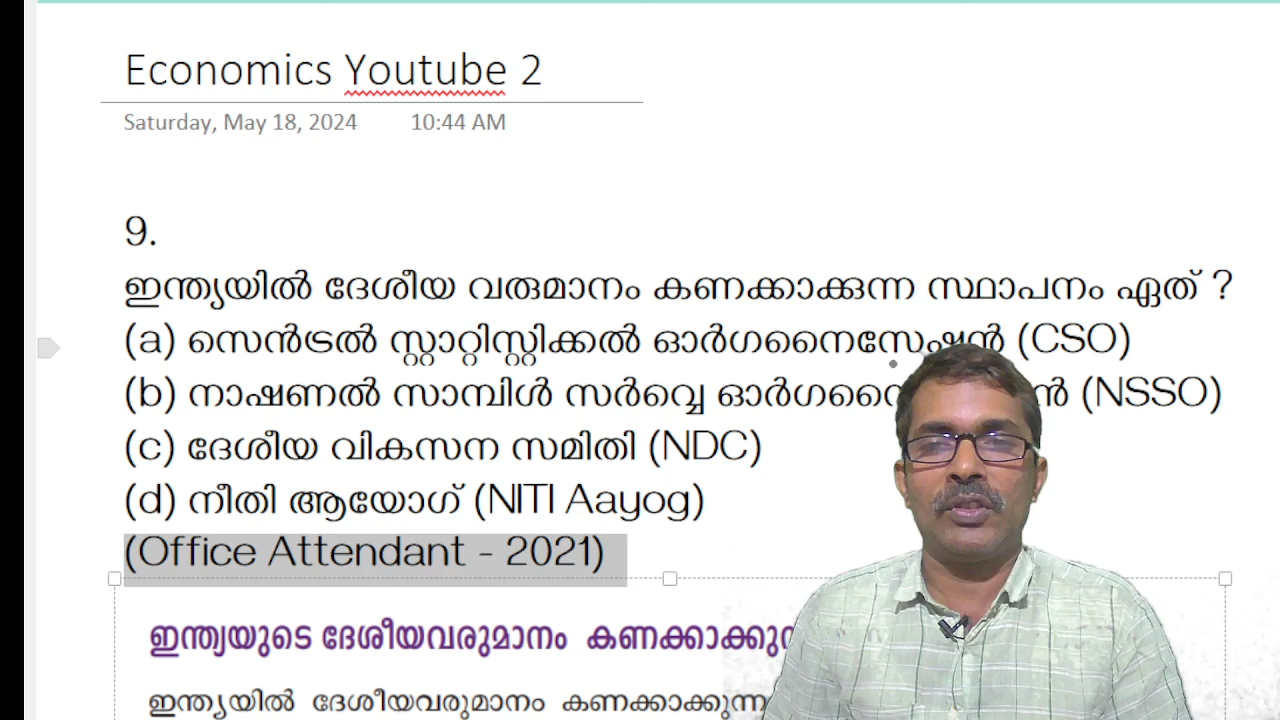 Economics Youtube 2
Saturday, May 18, 2024 10:44 AM
9.
ഇന്ത്യയിൽ ദേശീയ വരുമാനം കണക്കാക്കുന്ന സ്ഥാപനം ഏത് ?
(a) സെൻട്രൽ സ്റ്റാറ്റിസ്റ്റിക്കൽ ഓർഗനൈസേഷൻ (CSO)
(b) നാഷണൽ സാമ്പിൾ സർവ്വെ (NSSO)
(c) ദേശീയ വികസന സമിതി (NDC)
(d) നീതി ആയോഗ് (NITI Aayog)
(Office Attendant - 2021)
ഇന്ത്യയുടെ ദേശീയവരുമാനം
ഇന്ത്യയിൽ ദേശീയവരുമാനം കണക്കാക്കുന്ന